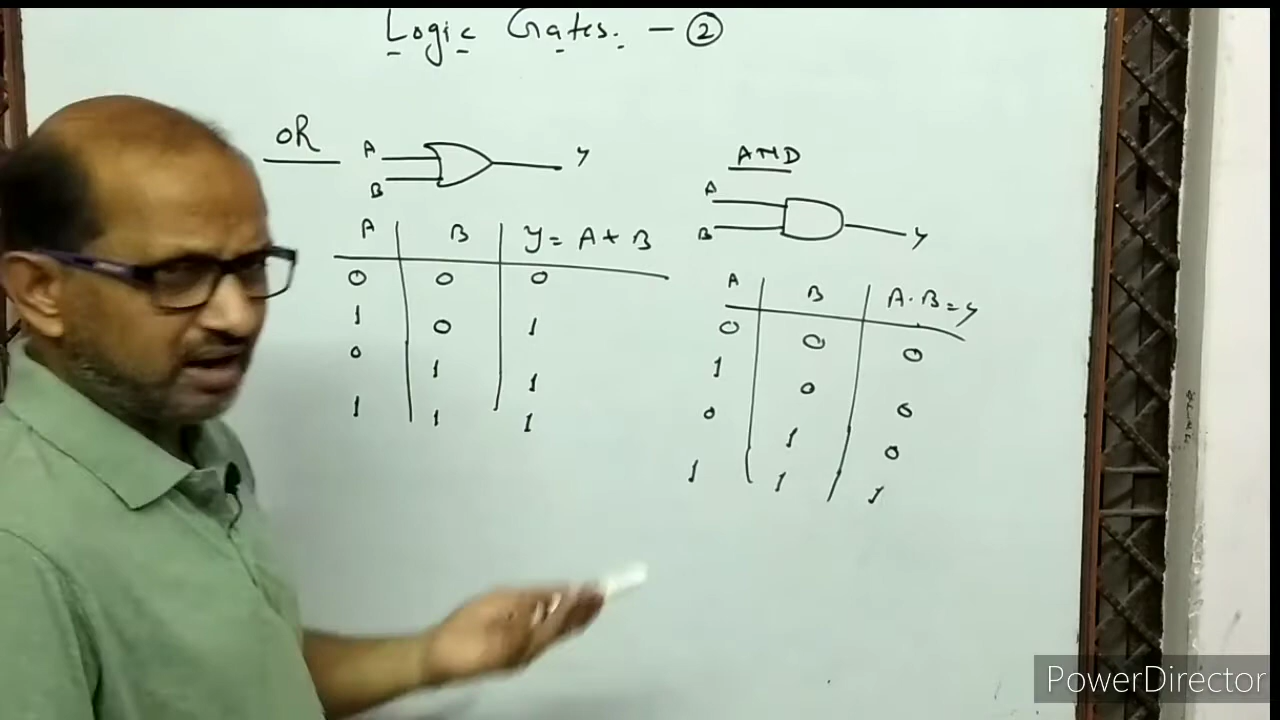 Logic Gates. - ②
OR
A
B
Y
A B Y = A + B
0 0 0
1 0 1
0 1 1
1 1 1
AND
A
B
Y
A B A . B = Y
0 0 0
1 0 0
0 1 0
1 1 1
PowerDirector